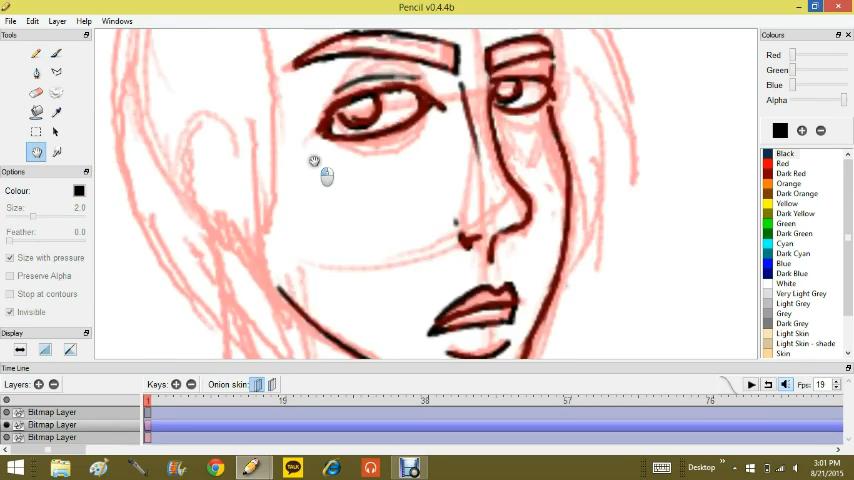 Pencil v0.4.4b
File Edit View Layer Help Windows
Tools
Colours
Red
Green
Blue
Alpha
Black
Red
Dark Red
Orange
Dark Orange
Yellow
Dark Yellow
Green
Dark Green
Cyan
Dark Cyan
Blue
Dark Blue
White
Very Light Grey
Light Grey
Grey
Dark Grey
Light Skin
Light Skin - shade
Skin
Options
Colour:
Size: 2.0
Feather: 0.0
Size with pressure
Preserve Alpha
Stop at contours
Invisible
Display
Time Line
Layers: Keys: Onion skin: Fps: 19
1 19 38 57 76
Bitmap Layer
Bitmap Layer
Bitmap Layer
TALK
Desktop
3:01 PM
8/21/2015